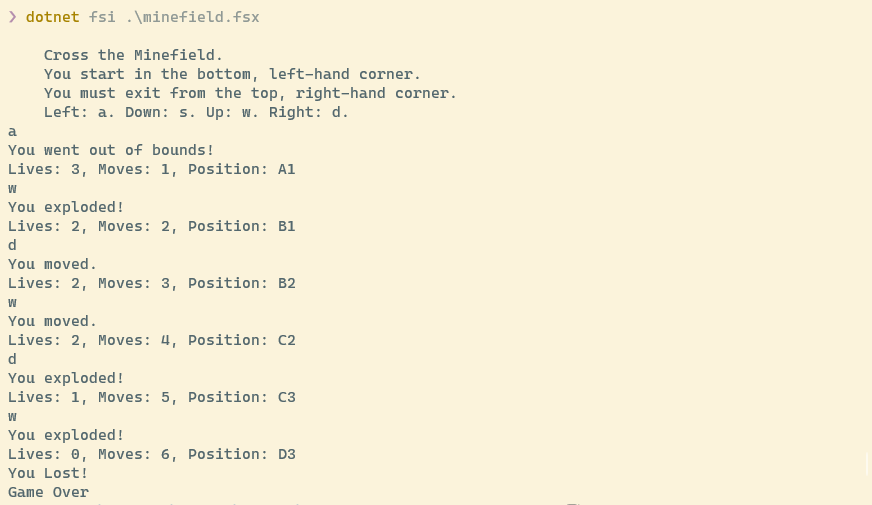 ❯ dotnet fsi .\minefield.fsx
Cross the Minefield.
You start in the bottom, left-hand corner.
You must exit from the top, right-hand corner.
Left: a. Down: s. Up: w. Right: d.
a
You went out of bounds!
Lives: 3, Moves: 1, Position: A1
w
You exploded!
Lives: 2, Moves: 2, Position: B1
d
You moved.
Lives: 2, Moves: 3, Position: B2
w
You moved.
Lives: 2, Moves: 4, Position: C2
d
You exploded!
Lives: 1, Moves: 5, Position: C3
w
You exploded!
Lives: 0, Moves: 6, Position: D3
You Lost!
Game Over